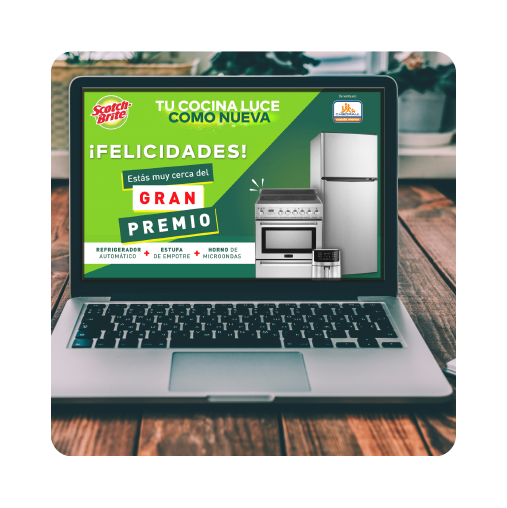 Scotch-
Brite
TU COCINA LUCE
COMO NUEVA
¡FELICIDADES!
Estás muy cerca del
GRAN
PREMIO
REFRIGERADOR
AUTOMÁTICO
+
ESTUFA
DE EMPOTRE
+
HORNO DE
MICROONDAS